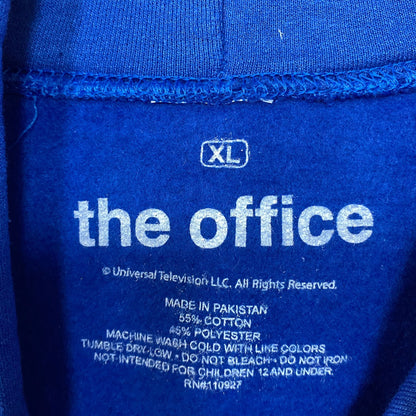 XL
the office
© Universal Television LLC. All Rights Reserved.
MADE IN PAKISTAN
55% COTTON
45% POLYESTER
MACHINE WASH COLD WITH LIKE COLORS
TUMBLE DRY LOW - DO NOT BLEACH - DO NOT IRON
NOT INTENDED FOR CHILDREN 12 AND UNDER.
RN#110927